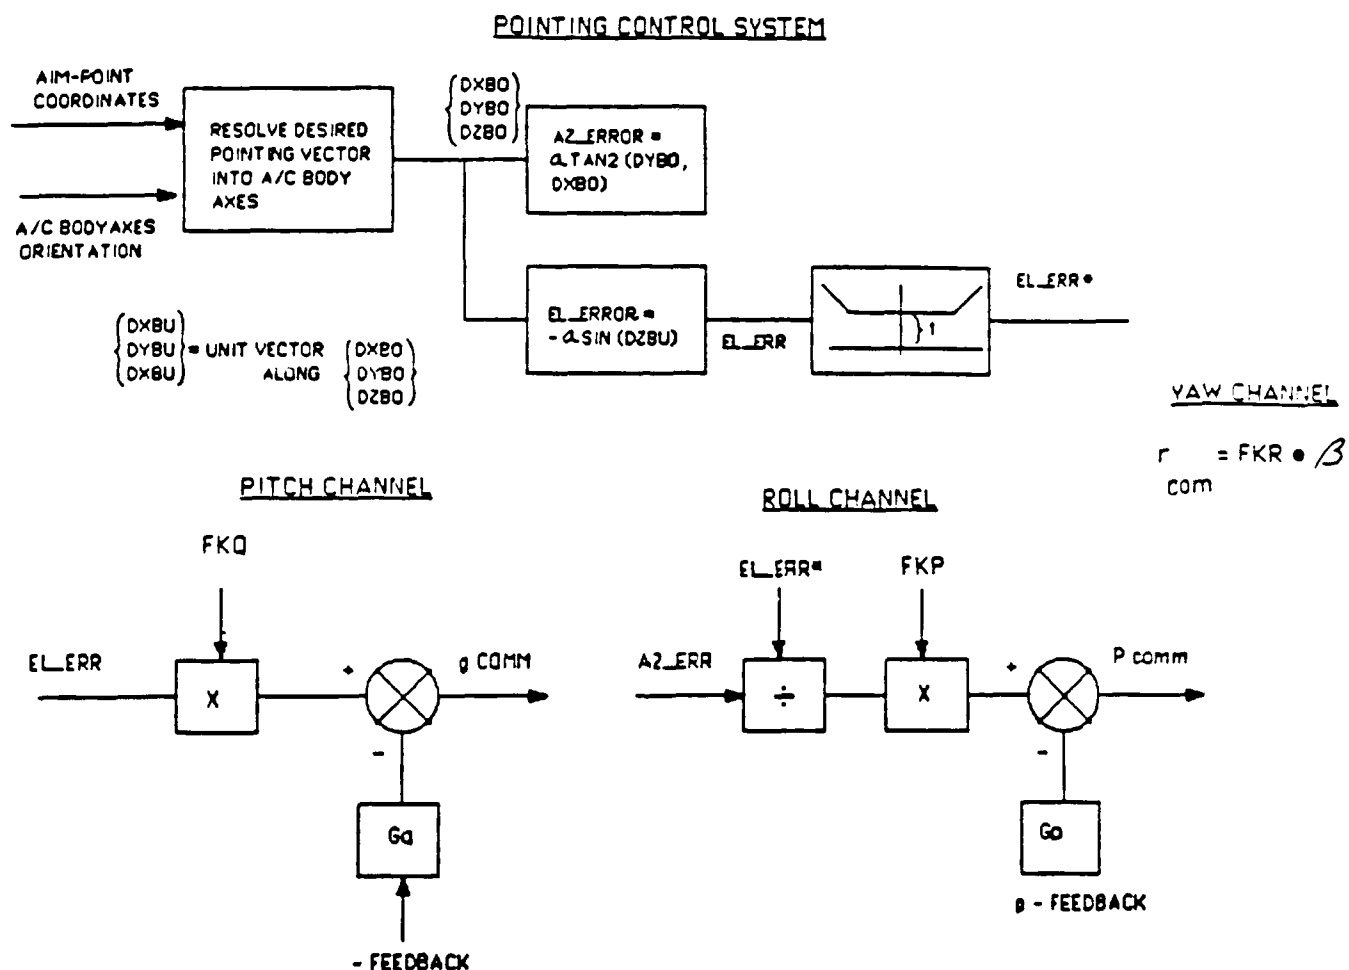 POINTING CONTROL SYSTEM
AIM-POINT
COORDINATES
A/C BODYAXES
ORIENTATION
RESOLVE DESIRED
POINTING VECTOR
INTO A/C BODY
AXES
DXBO
DYBO
DZBO
AZ_ERROR =
aTAN2 (DYBO,
DXBO)
EL_ERROR =
-aSIN (DZBU)
EL_ERR
1
EL_ERR*
DXBU
DYBU
DXBU
= UNIT VECTOR
ALONG
DXBO
DYBO
DZBO
YAW CHANNEL
r com = FKR • β
PITCH CHANNEL
FKQ
EL_ERR
X
+
-
q COMM
Gq
- FEEDBACK
ROLL CHANNEL
EL_ERR*
FKP
AZ_ERR
÷
X
+
-
P comm
Gp
p - FEEDBACK